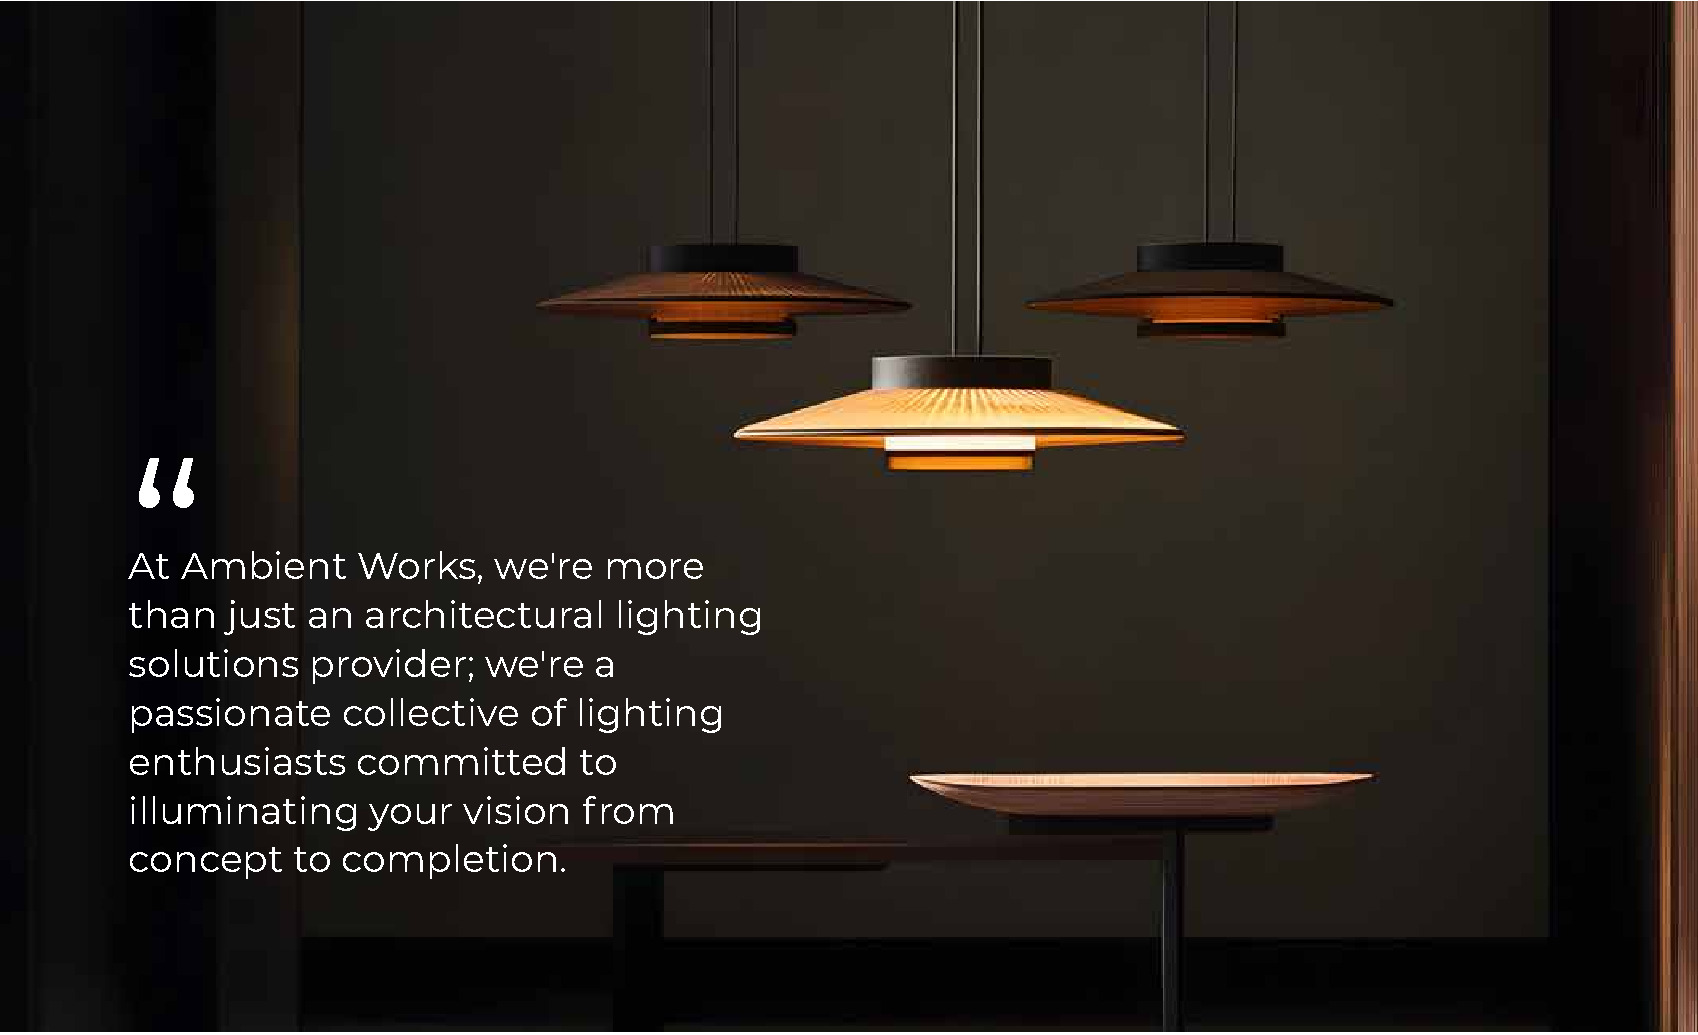 “
At Ambient Works, we're more
than just an architectural lighting
solutions provider; we're a
passionate collective of lighting
enthusiasts committed to
illuminating your vision from
concept to completion.